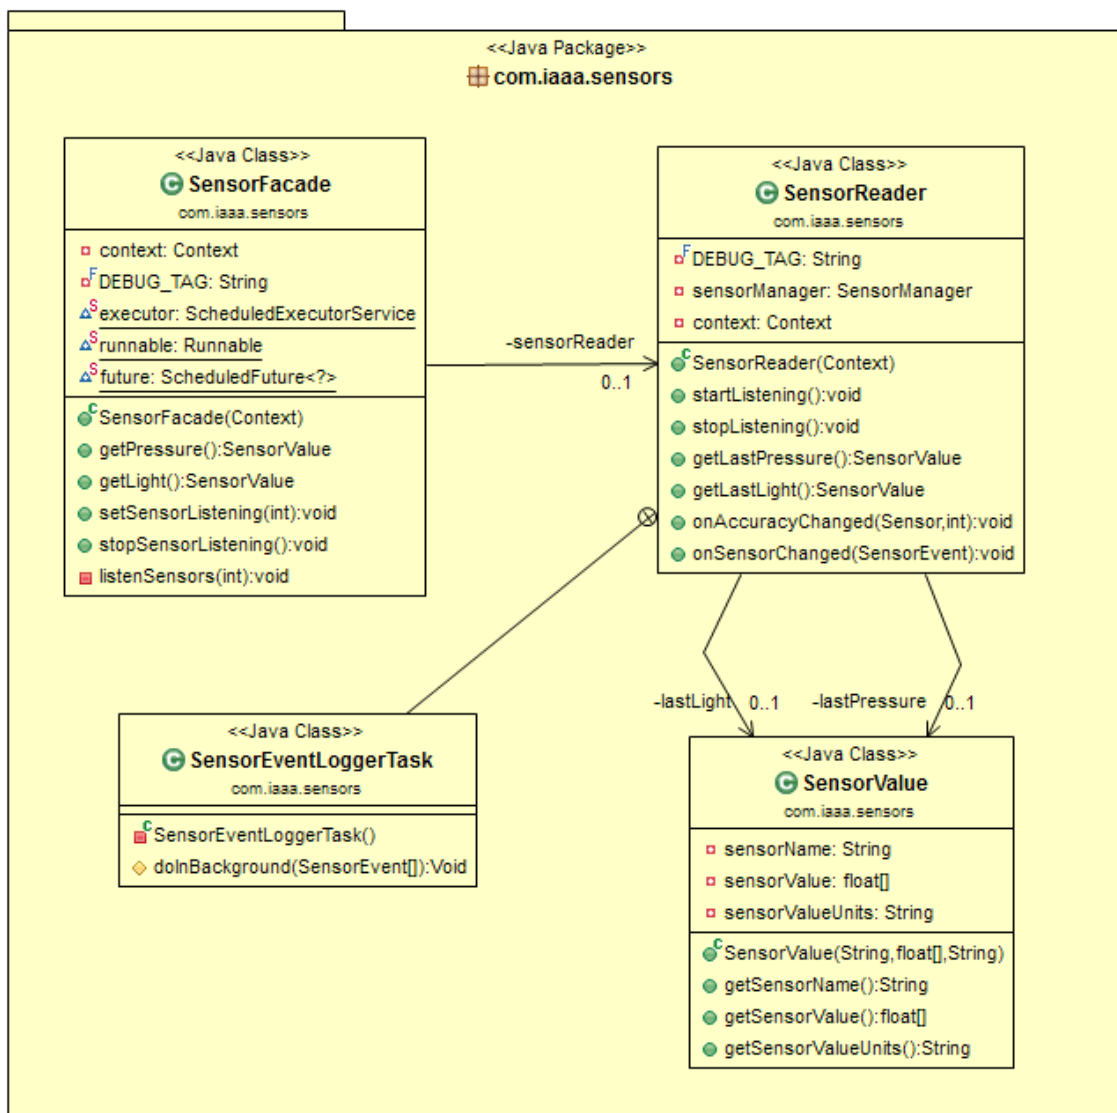 <<Java Package>>
com.iaaa.sensors
<<Java Class>>
C SensorFacade
com.iaaa.sensors
context: Context
F DEBUG_TAG: String
S executor: ScheduledExecutorService
S runnable: Runnable
S future: ScheduledFuture<?>
C SensorFacade(Context)
getPressure():SensorValue
getLight():SensorValue
setSensorListening(int):void
stopSensorListening():void
listenSensors(int):void
-sensorReader
0..1
<<Java Class>>
C SensorReader
com.iaaa.sensors
F DEBUG_TAG: String
sensorManager: SensorManager
context: Context
C SensorReader(Context)
startListening():void
stopListening():void
getLastPressure():SensorValue
getLastLight():SensorValue
onAccuracyChanged(Sensor,int):void
onSensorChanged(SensorEvent):void
-lastLight 0..1
-lastPressure 0..1
<<Java Class>>
C SensorEventLoggerTask
com.iaaa.sensors
C SensorEventLoggerTask()
doInBackground(SensorEvent[]):Void
<<Java Class>>
C SensorValue
com.iaaa.sensors
sensorName: String
sensorValue: float[]
sensorValueUnits: String
C SensorValue(String,float[],String)
getSensorName():String
getSensorValue():float[]
getSensorValueUnits():String